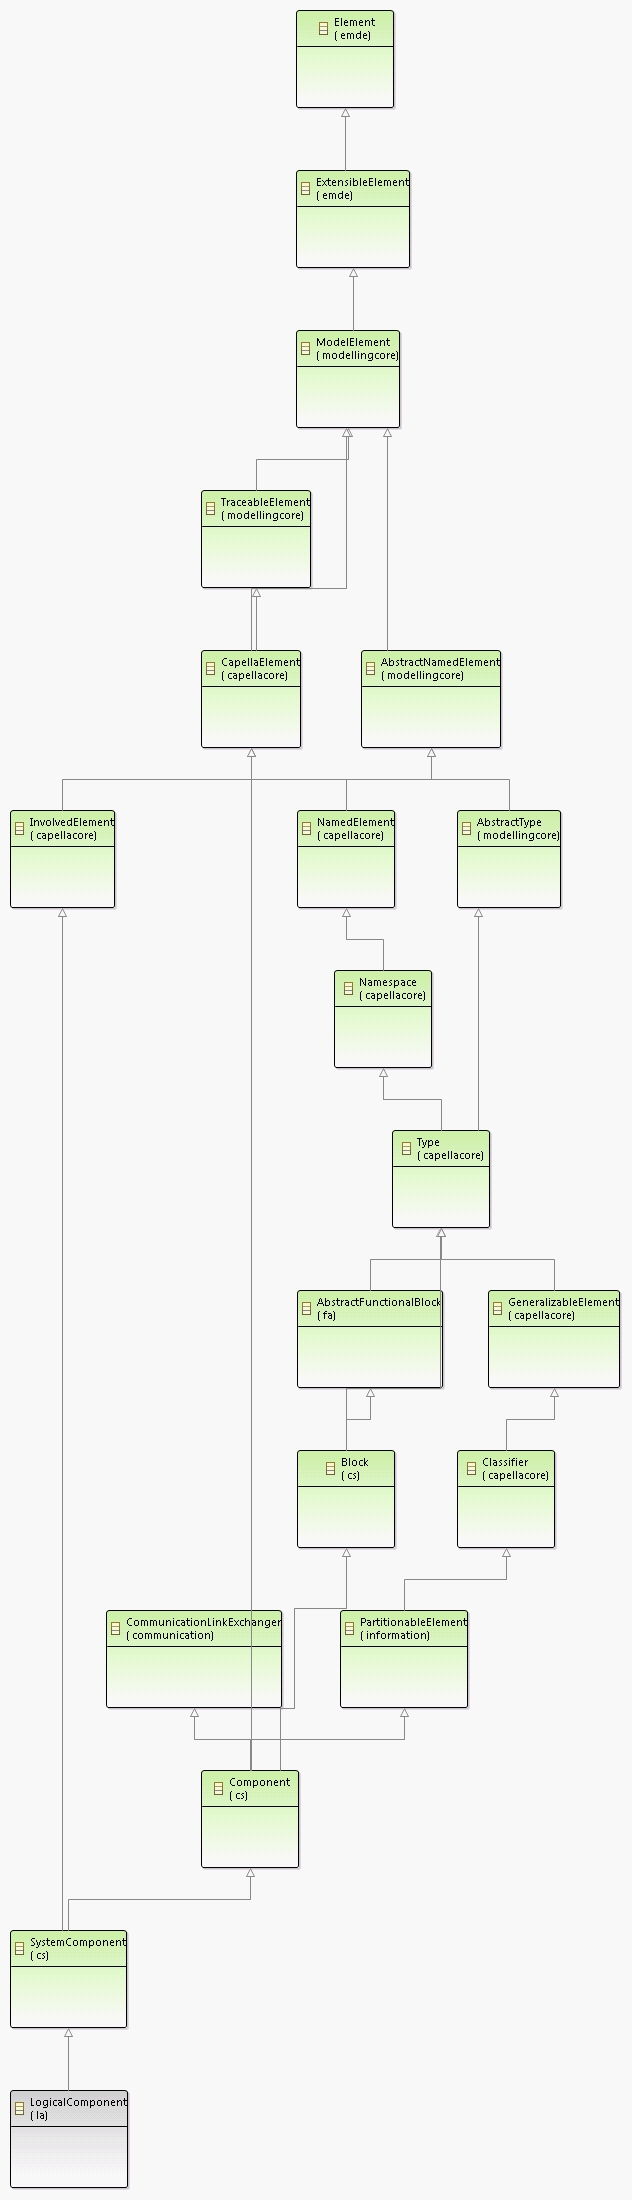 Element
( emde)
ExtensibleElement
( emde)
ModelElement
( modellingcore)
TraceableElement
( modellingcore)
CapellaElement
( capellacore)
AbstractNamedElement
( modellingcore)
InvolvedElement
( capellacore)
NamedElement
( capellacore)
AbstractType
( modellingcore)
Namespace
( capellacore)
Type
( capellacore)
AbstractFunctionalBlock
( fa)
GeneralizableElement
( capellacore)
Block
( cs)
Classifier
( capellacore)
CommunicationLinkExchanger
( communication)
PartitionableElement
( information)
Component
( cs)
SystemComponent
( cs)
LogicalComponent
( la)